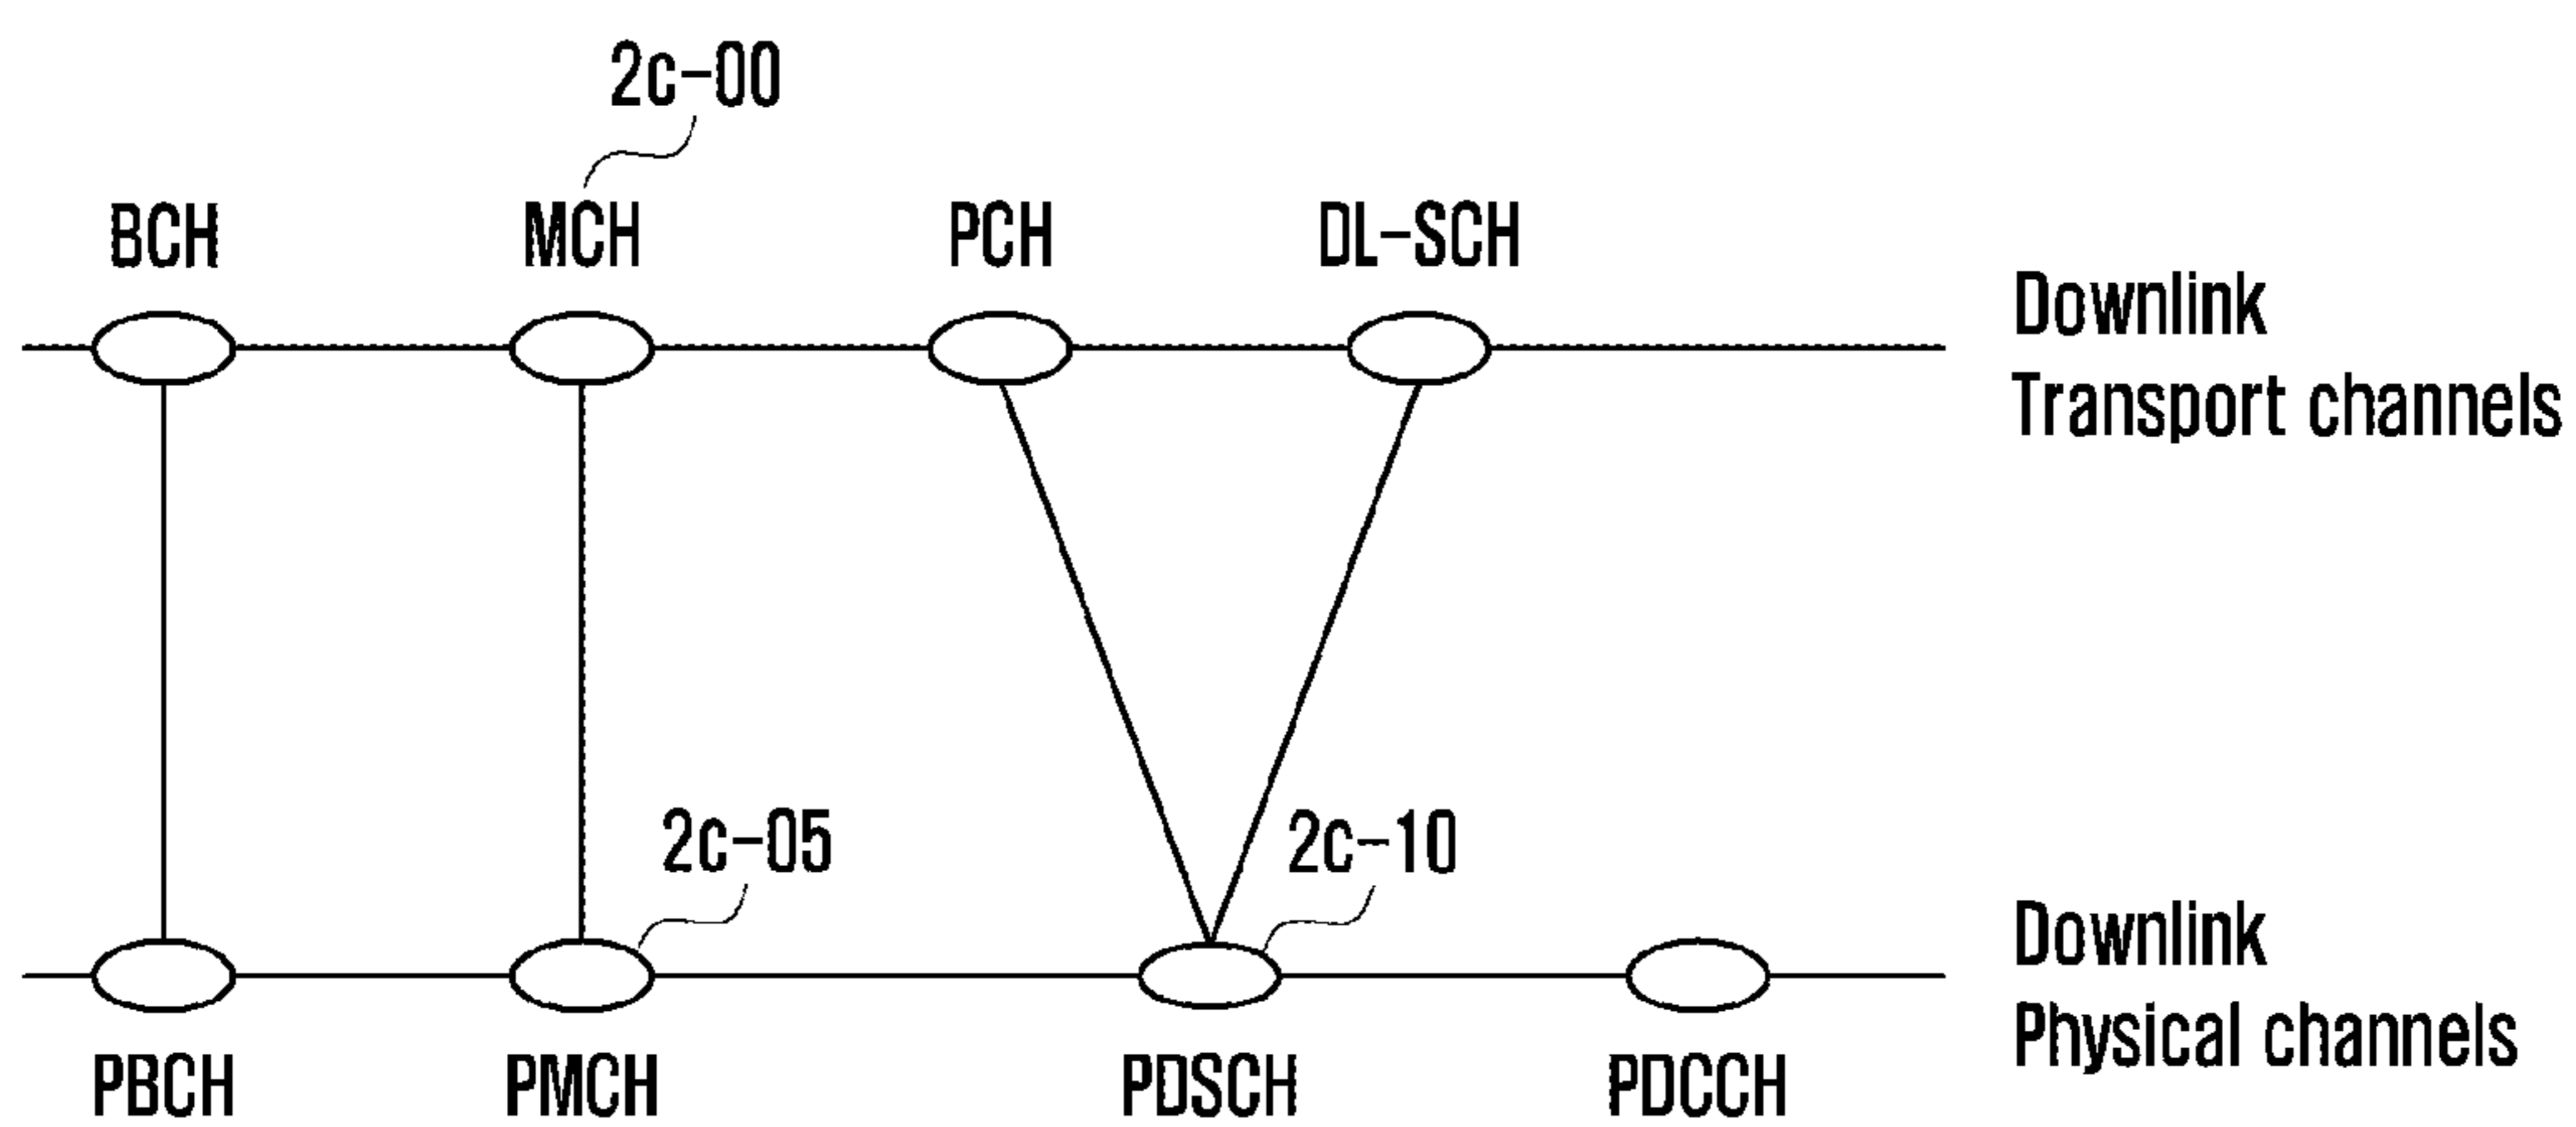 2c-00
BCH
MCH
PCH
DL-SCH
Downlink
Transport channels
2c-05
2c-10
Downlink
Physical channels
PBCH
PMCH
PDSCH
PDCCH